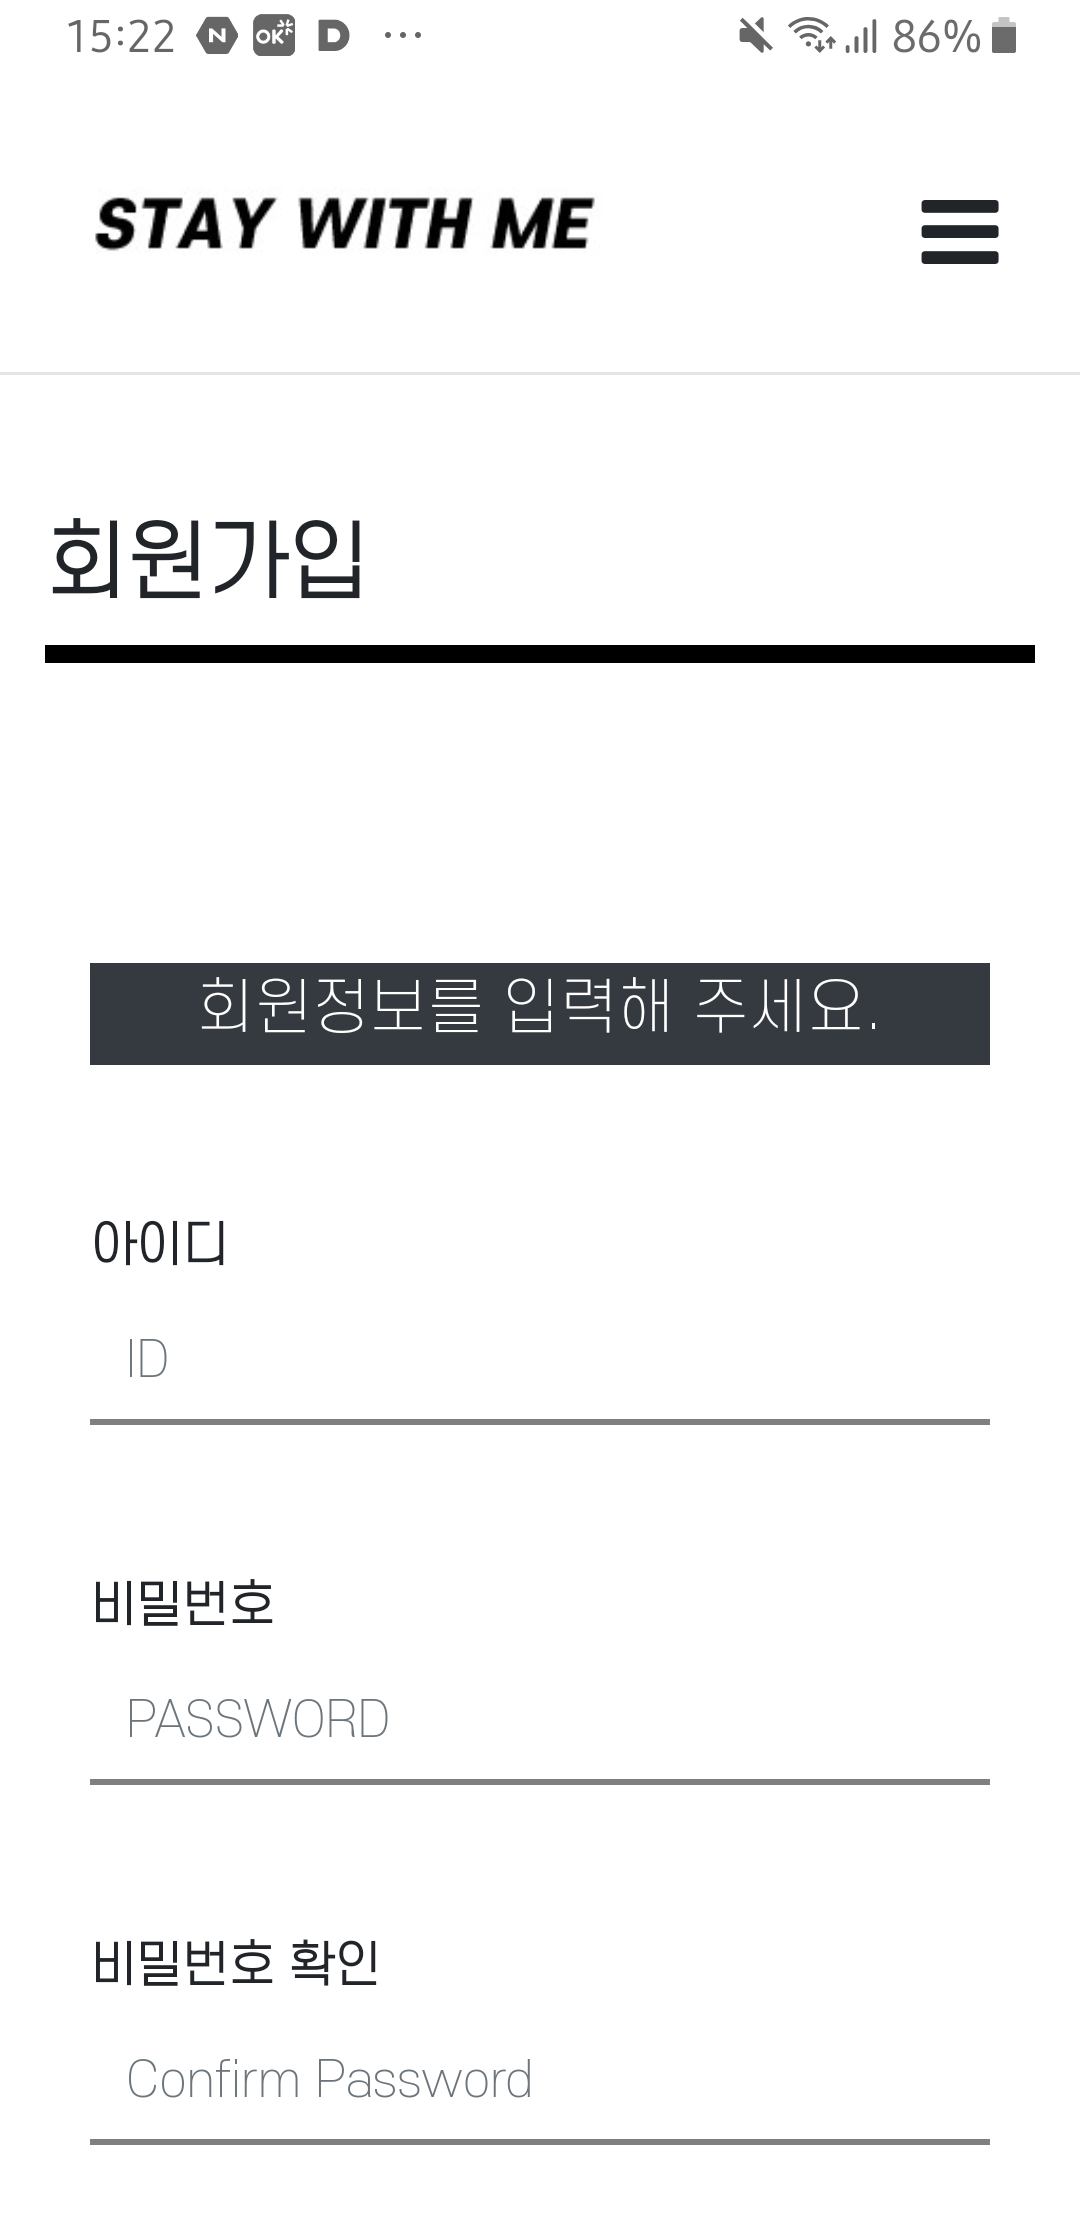 15:22 N OK D ... 86%
STAY WITH ME
회원가입
회원정보를 입력해 주세요.
아이디
ID
비밀번호
PASSWORD
비밀번호 확인
Confirm Password